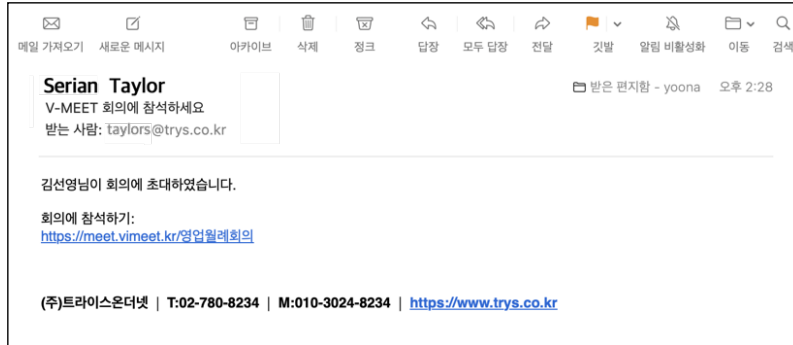 메일 가져오기 새로운 메시지 아카이브 삭제 정크 답장 모두 답장 전달 깃발 알림 비활성화 이동 검색
Serian Taylor 받은 편지함 - yoona 오후 2:28
V-MEET 회의에 참석하세요
받는 사람: taylors@trys.co.kr
김선영님이 회의에 초대하였습니다.
회의에 참석하기:
https://meet.vimeet.kr/영업월례회의
(주)트라이스온더넷 | T:02-780-8234 | M:010-3024-8234 | https://www.trys.co.kr